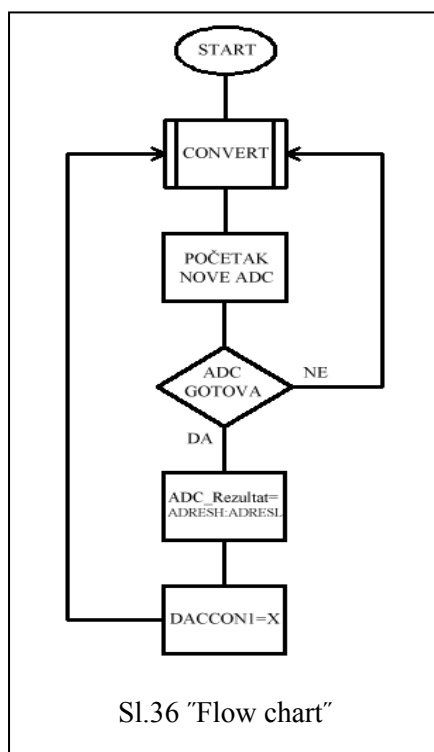 START
CONVERT
POČETAK
NOVE ADC
ADC
GOTOVA
NE
DA
ADC_Rezultat=
ADRESH:ADRESL
DACCON1=X
Sl.36 ˝Flow chart˝